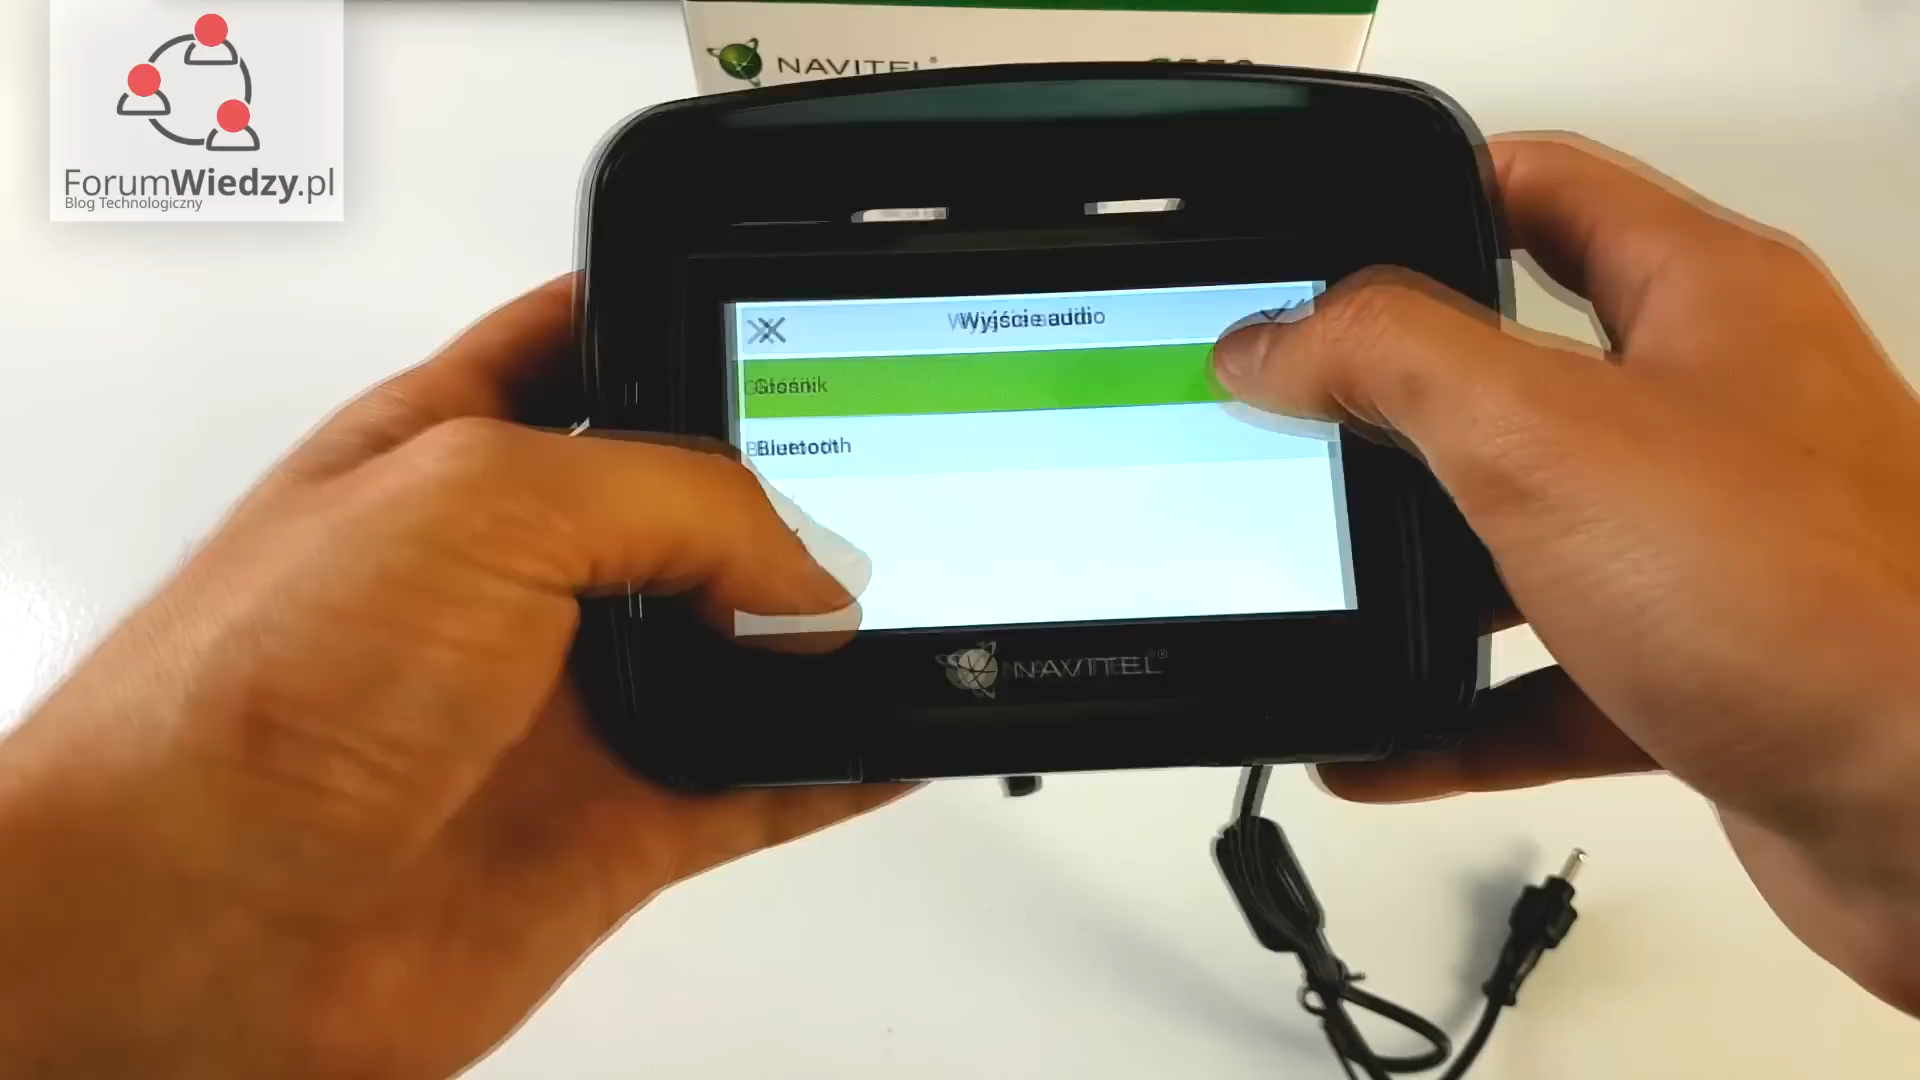 ForumWiedzy.pl
Blog Technologiczny
NAVITEL®
Wyjście audio
Głośnik
Bluetooth
NAVITEL®